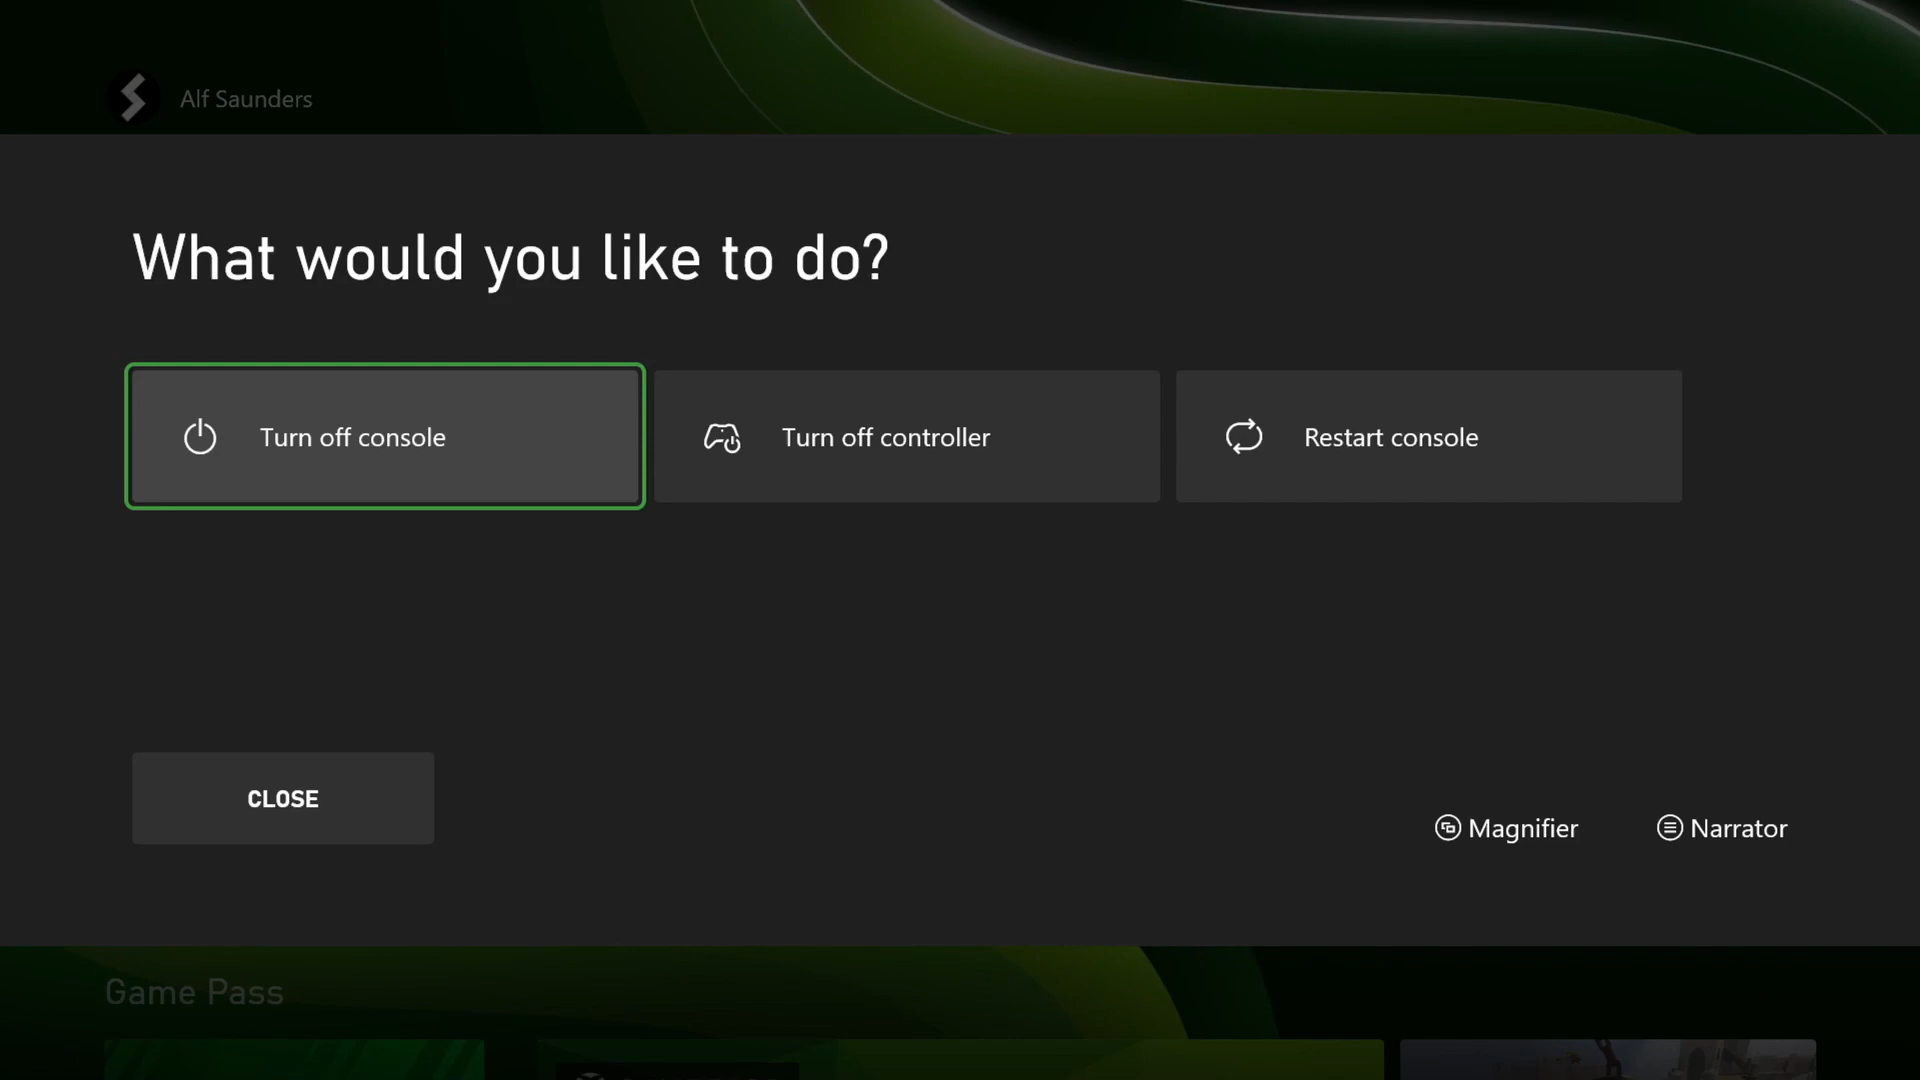 Alf Saunders
What would you like to do?
Turn off console
Turn off controller
Restart console
CLOSE
Magnifier
Narrator
Game Pass